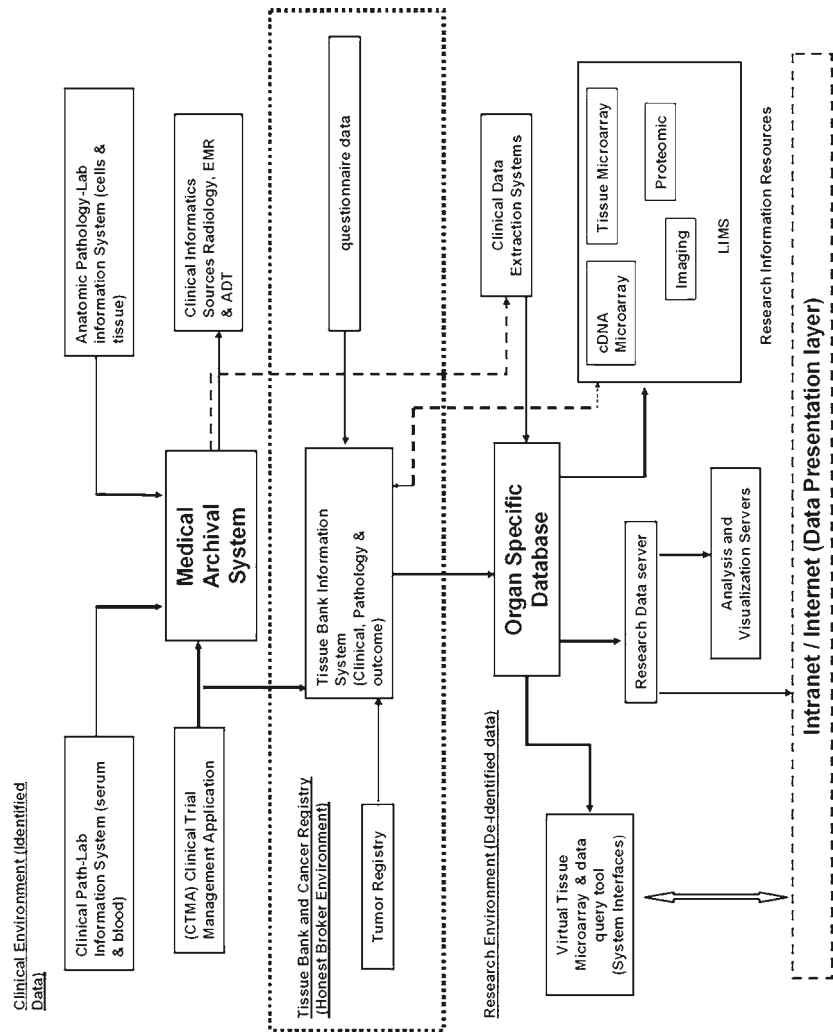 Clinical Environment (Identified
Data)
Clinical Path-Lab
Information System (serum
& blood)
Anatomic Pathology-Lab
information System (cells &
tissue)
(CTMA) Clinical Trial
Management Application
Medical
Archival
System
Clinical Informatics
Sources Radiology, EMR
& ADT
Tissue Bank and Cancer Registry
(Honest Broker Environment)
Tumor Registry
Tissue Bank Information
System
(Clinical, Pathology &
outcome)
questionnaire data
Research Environment (De-Identified data)
Organ Specific
Database
Clinical Data
Extraction Systems
Virtual Tissue
Microarray & data
query tool
(System Interfaces)
Research Data server
Analysis and
Visualization Servers
cDNA
Microarray
Tissue Microarray
Imaging
Proteomic
LIMS
Research Information Resources
Intranet / Internet (Data Presentation layer)